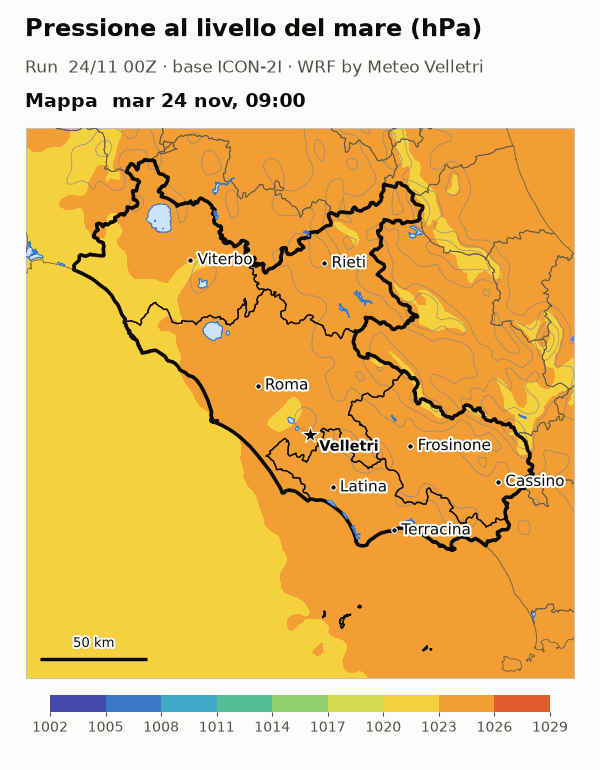 Pressione al livello del mare (hPa)
Run  24/11 00Z · base ICON-2I · WRF by Meteo Velletri
Mappa  mar 24 nov, 09:00
Viterbo
Rieti
Roma
Velletri
Frosinone
Latina
Cassino
Terracina
50 km
1002 1005 1008 1011 1014 1017 1020 1023 1026 1029